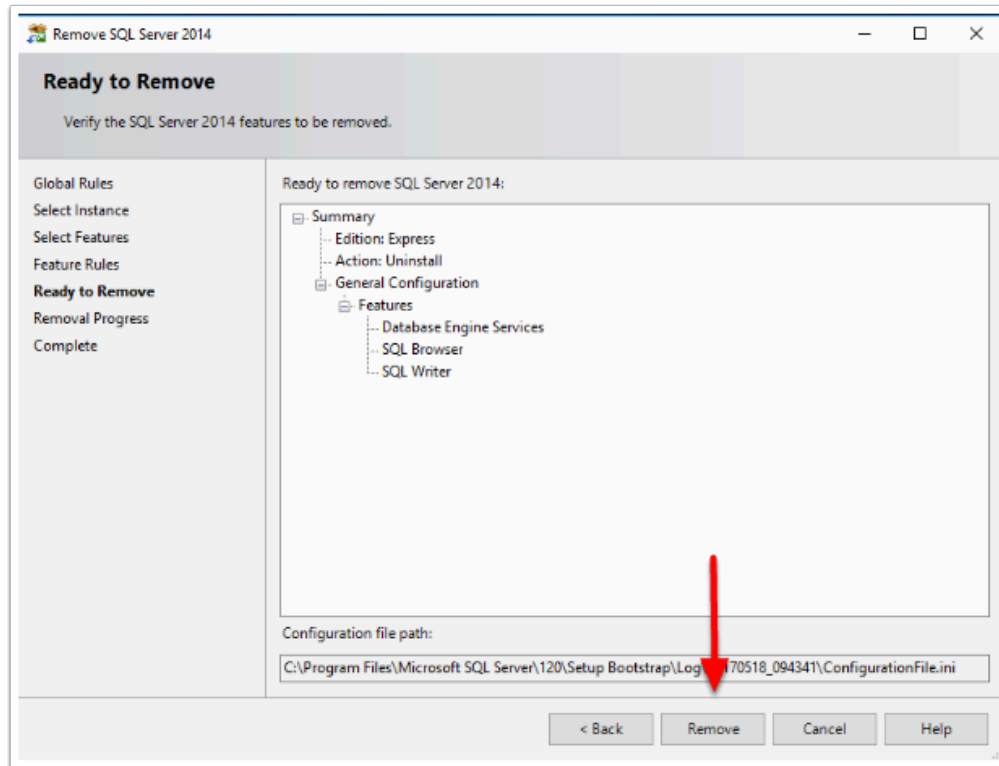 Remove SQL Server 2014
Ready to Remove
Verify the SQL Server 2014 features to be removed.
Global Rules
Select Instance
Select Features
Feature Rules
Ready to Remove
Removal Progress
Complete
Ready to remove SQL Server 2014:
Summary
Edition: Express
Action: Uninstall
General Configuration
Features
Database Engine Services
SQL Browser
SQL Writer
Configuration file path:
C:\Program Files\Microsoft SQL Server\120\Setup Bootstrap\Log 70518_094341\ConfigurationFile.ini
< Back
Remove
Cancel
Help